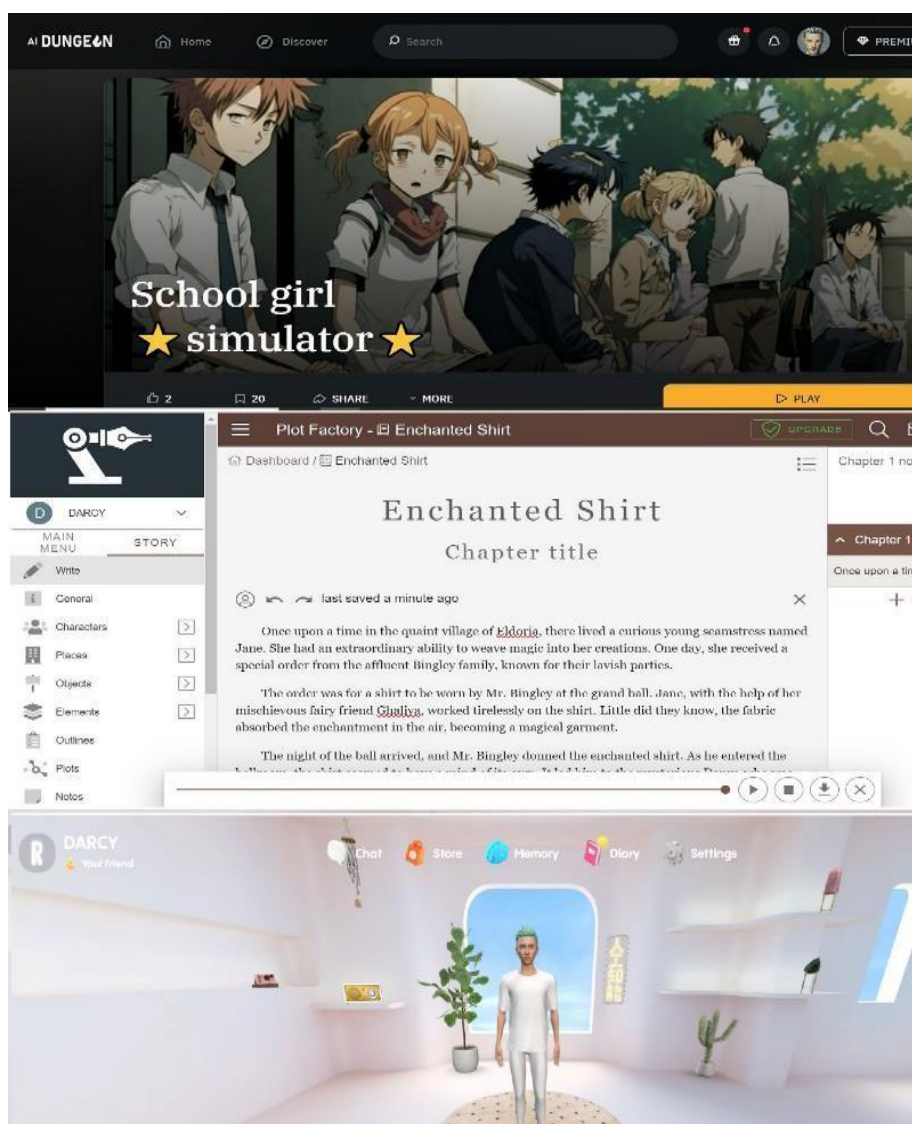 AI DUNGEON Home Discover Search PREMI
School girl
simulator
2 20 SHARE MORE PLAY
Plot Factory - Enchanted Shirt UPGRADE
Dashboard / Enchanted Shirt Chapter 1 no
D DARCY
Enchanted Shirt
MAIN MENU STORY
Chapter title
Chapter 1
Write
Once upon a tin
General
last saved a minute ago
Characters
Places
Objects
Elements
Outlines
Plots
Notes
Once upon a time in the quaint village of Eldoria, there lived a curious young seamstress named
Jane. She had an extraordinary ability to weave magic into her creations. One day, she received a
special order from the affluent Bingley family, known for their lavish parties.
The order was for a shirt to be worn by Mr. Bingley at the grand ball. Jane, with the help of her
mischievous fairy friend Ghaliya, worked tirelessly on the shirt. Little did they know, the fabric
absorbed the enchantment in the air, becoming a magical garment.
The night of the ball arrived, and Mr. Bingley donned the enchanted shirt. As he entered the
R DARCY
Your friend
Chat Store Memory Diary Settings